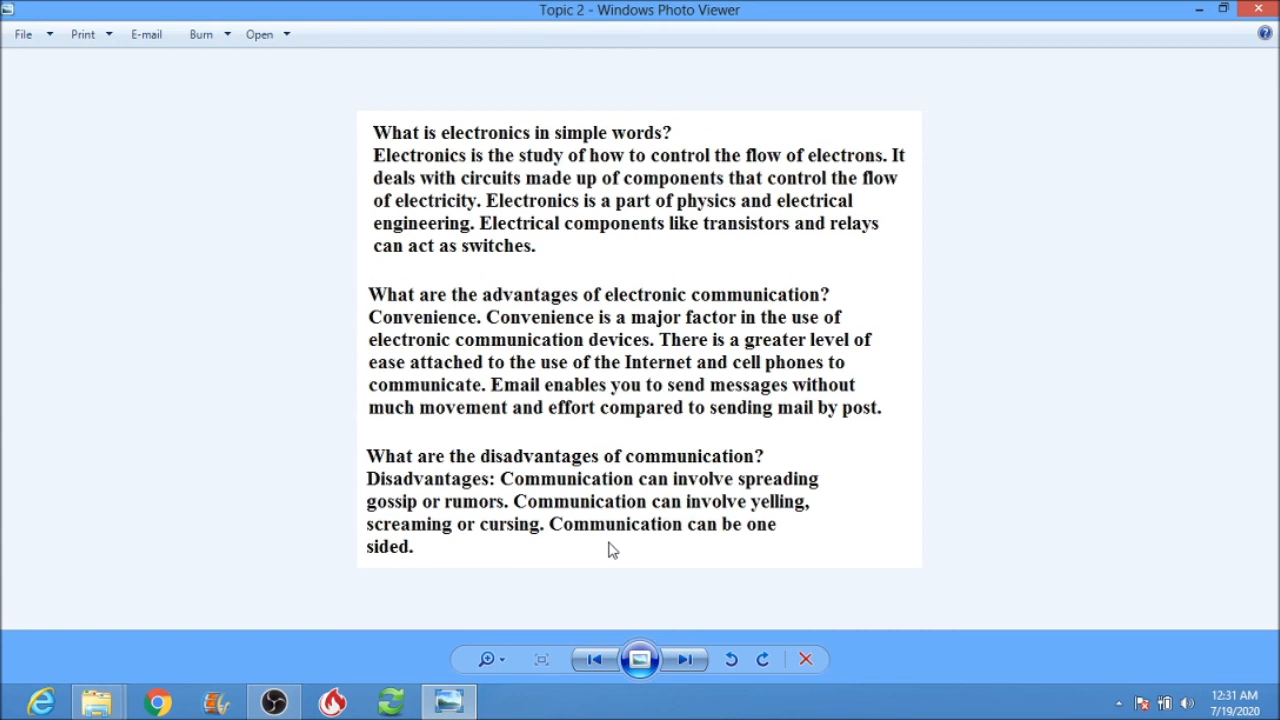 Topic 2 - Windows Photo Viewer
File Print E-mail Burn Open
What is electronics in simple words?
Electronics is the study of how to control the flow of electrons. It
deals with circuits made up of components that control the flow
of electricity. Electronics is a part of physics and electrical
engineering. Electrical components like transistors and relays
can act as switches.
What are the advantages of electronic communication?
Convenience. Convenience is a major factor in the use of
electronic communication devices. There is a greater level of
ease attached to the use of the Internet and cell phones to
communicate. Email enables you to send messages without
much movement and effort compared to sending mail by post.
What are the disadvantages of communication?
Disadvantages: Communication can involve spreading
gossip or rumors. Communication can involve yelling,
screaming or cursing. Communication can be one
sided.
12:31 AM
7/19/2020